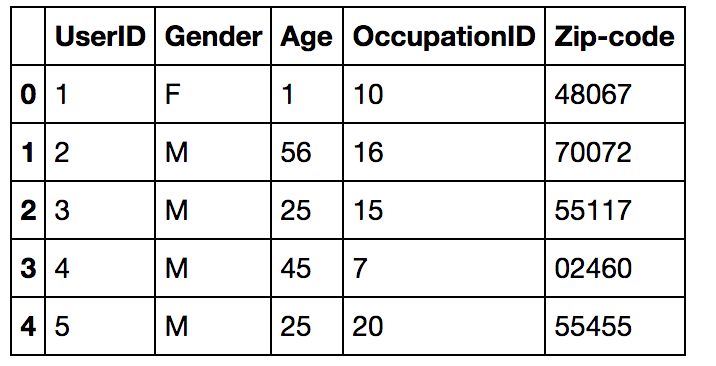 UserID Gender Age OccupationID Zip-code
0 1 F 1 10 48067
1 2 M 56 16 70072
2 3 M 25 15 55117
3 4 M 45 7 02460
4 5 M 25 20 55455